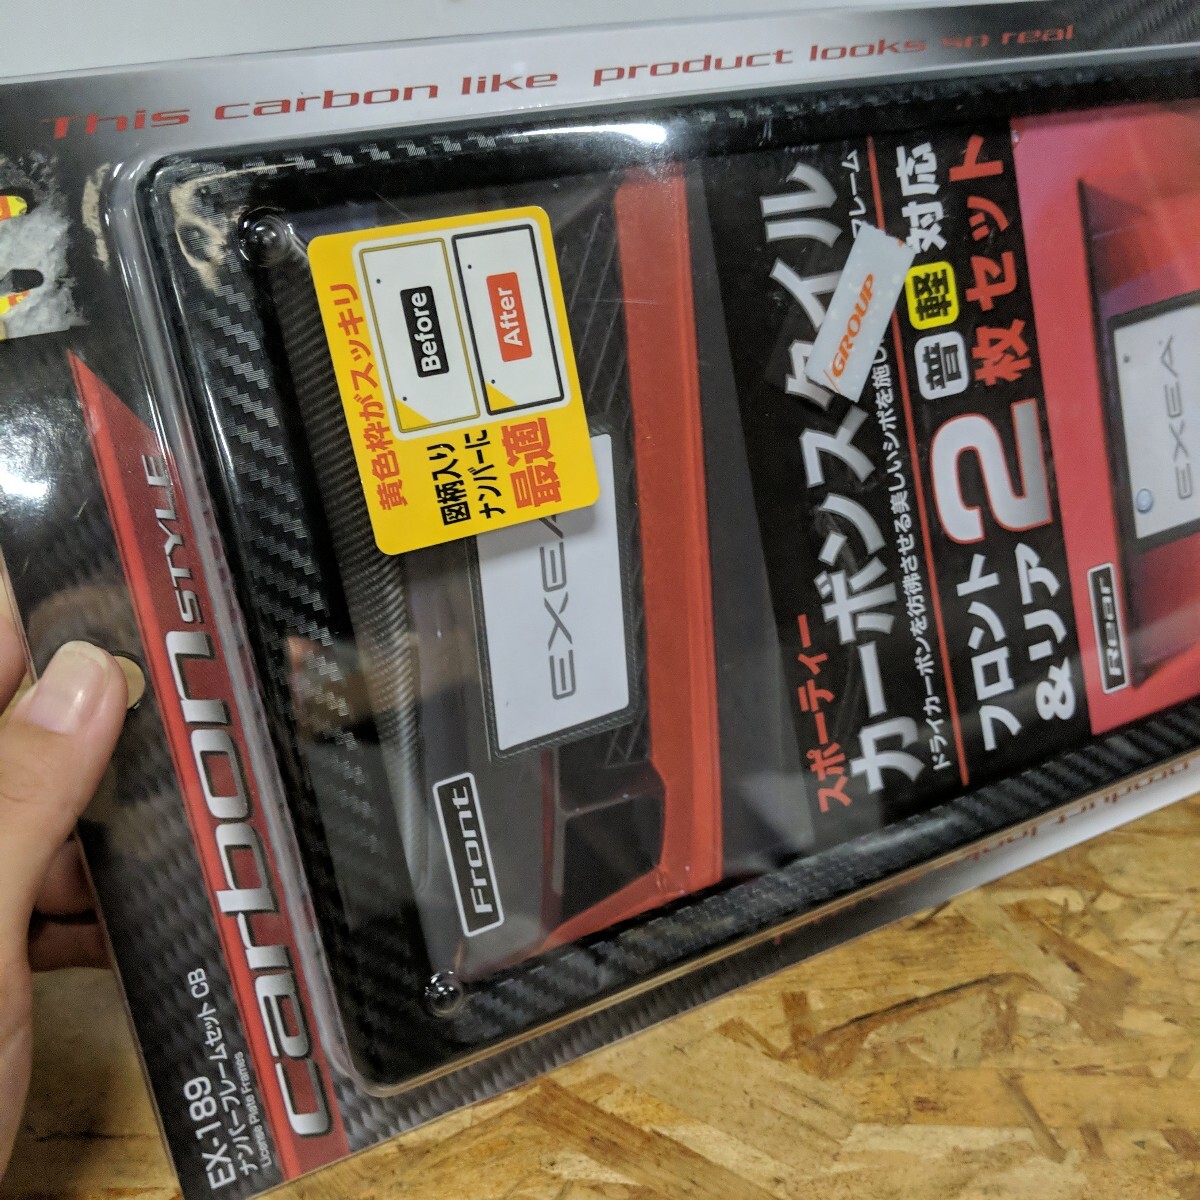 This carbon like product looks so real
carbon STYLE
EX-189
ナンバーフレームセット CB
License Plate Frames
黄色枠がスッキリ
Before
After
図柄入り
ナンバーに
最適
EXEA
Front
スポーティー
カーボンスタイル
ドライカーボンを彷彿させる美しいシボを施し
フレーム
GROUP
普 軽 対応
フロント
&リア
2枚セット
EXEA
Rear